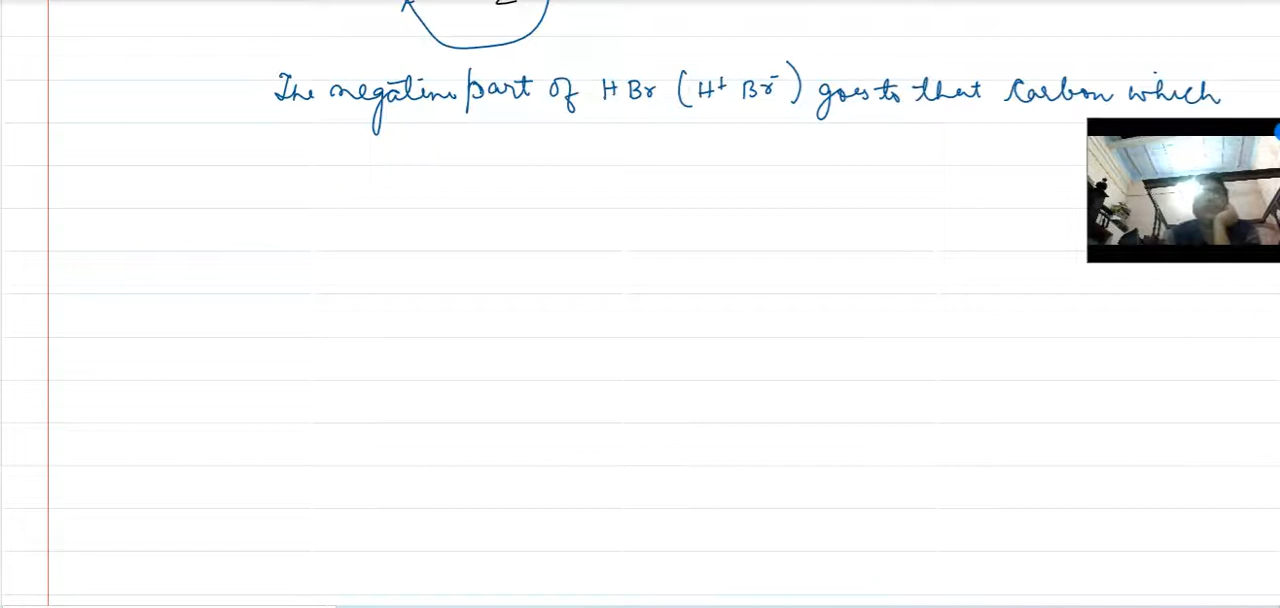 The negative part of HBr (H+ Br-) goes to that Carbon which